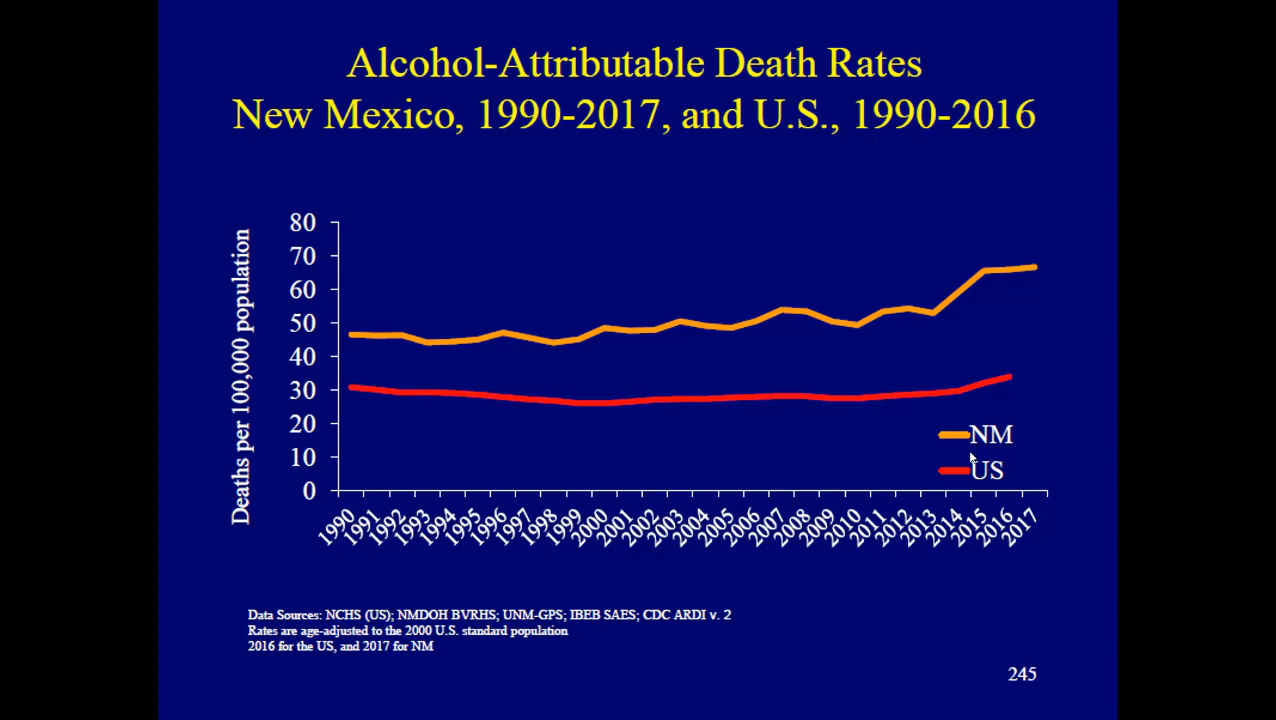 Alcohol-Attributable Death Rates
New Mexico, 1990-2017, and U.S., 1990-2016
Deaths per 100,000 population
80
70
60
50
40
30
20
10
0
NM
US
1990 1991 1992 1993 1994 1995 1996 1997 1998 1999 2000 2001 2002 2003 2004 2005 2006 2007 2008 2009 2010 2011 2012 2013 2014 2015 2016 2017
Data Sources: NCHS (US); NMDOH BVRHS; UNM-GPS; IBEB SAES; CDC ARDI v. 2
Rates are age-adjusted to the 2000 U.S. standard population
2016 for the US, and 2017 for NM
245